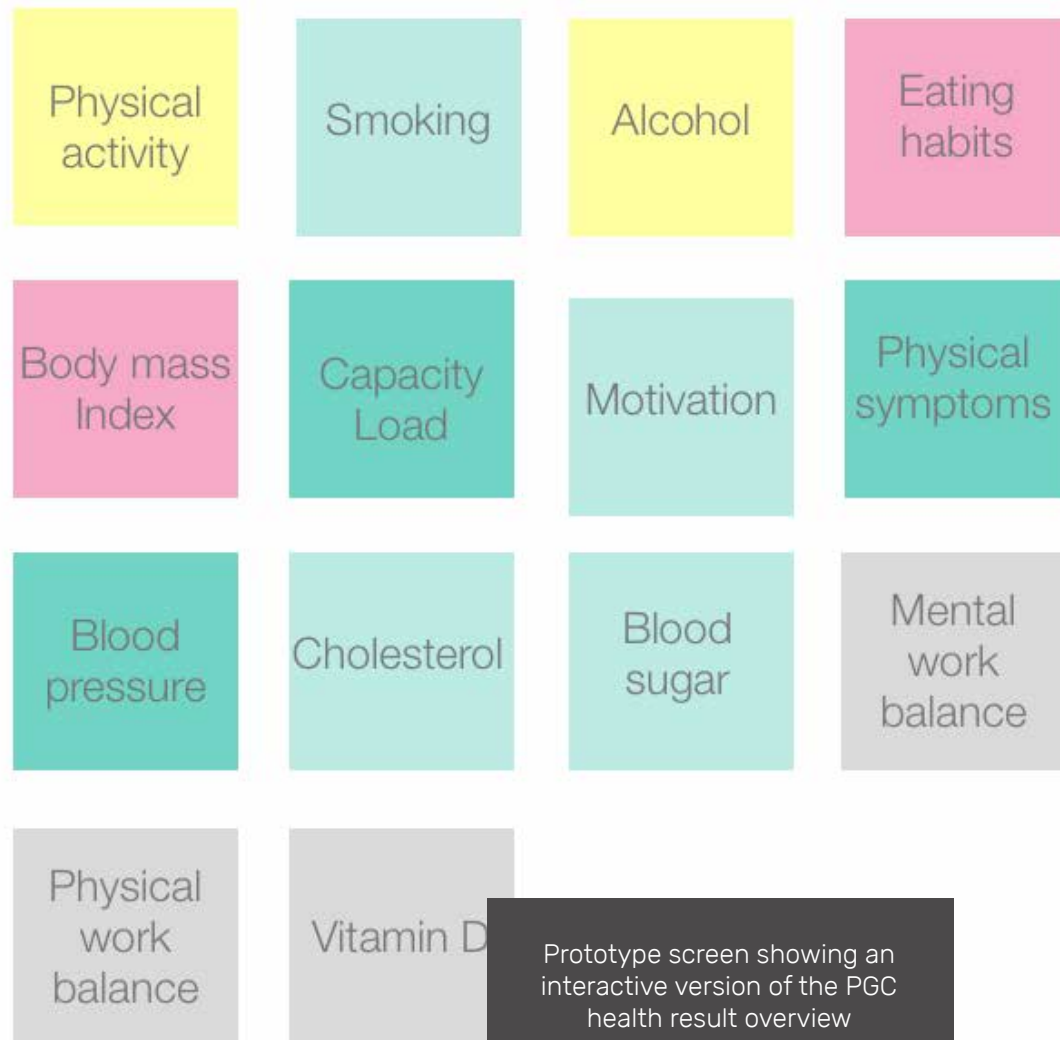 Physical
activity
Smoking
Alcohol
Eating
habits
Body mass
Index
Capacity
Load
Motivation
Physical
symptoms
Blood
pressure
Cholesterol
Blood
sugar
Mental
work
balance
Physical
work
balance
Vitamin D
Prototype screen showing an
interactive version of the PGC
health result overview